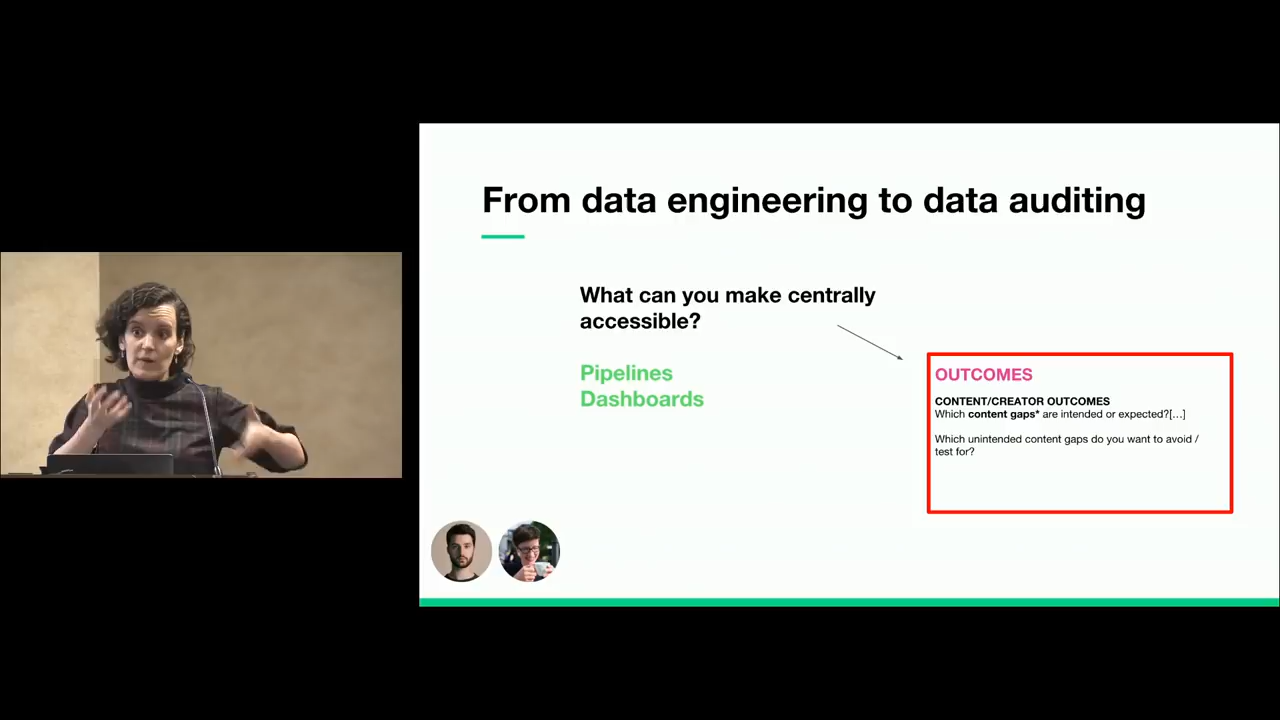 From data engineering to data auditing
What can you make centrally
accessible?
Pipelines
Dashboards
OUTCOMES
CONTENT/CREATOR OUTCOMES
Which content gaps* are intended or expected?[…]
Which unintended content gaps do you want to avoid /
test for?